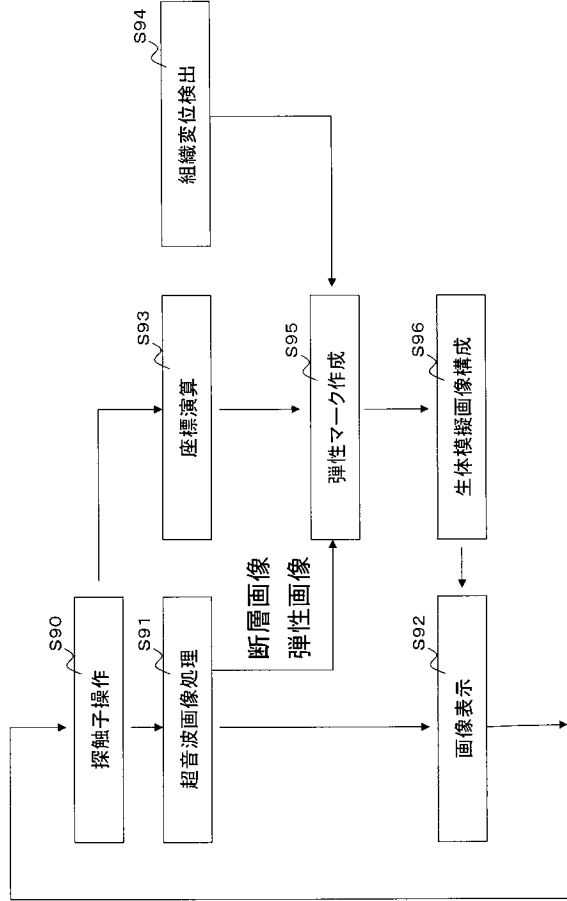 S90
探触子操作
S91
超音波画像処理
断層画像
弾性画像
S92
画像表示
S93
座標演算
S94
組織変位検出
S95
弾性マーク作成
S96
生体模擬画像構成